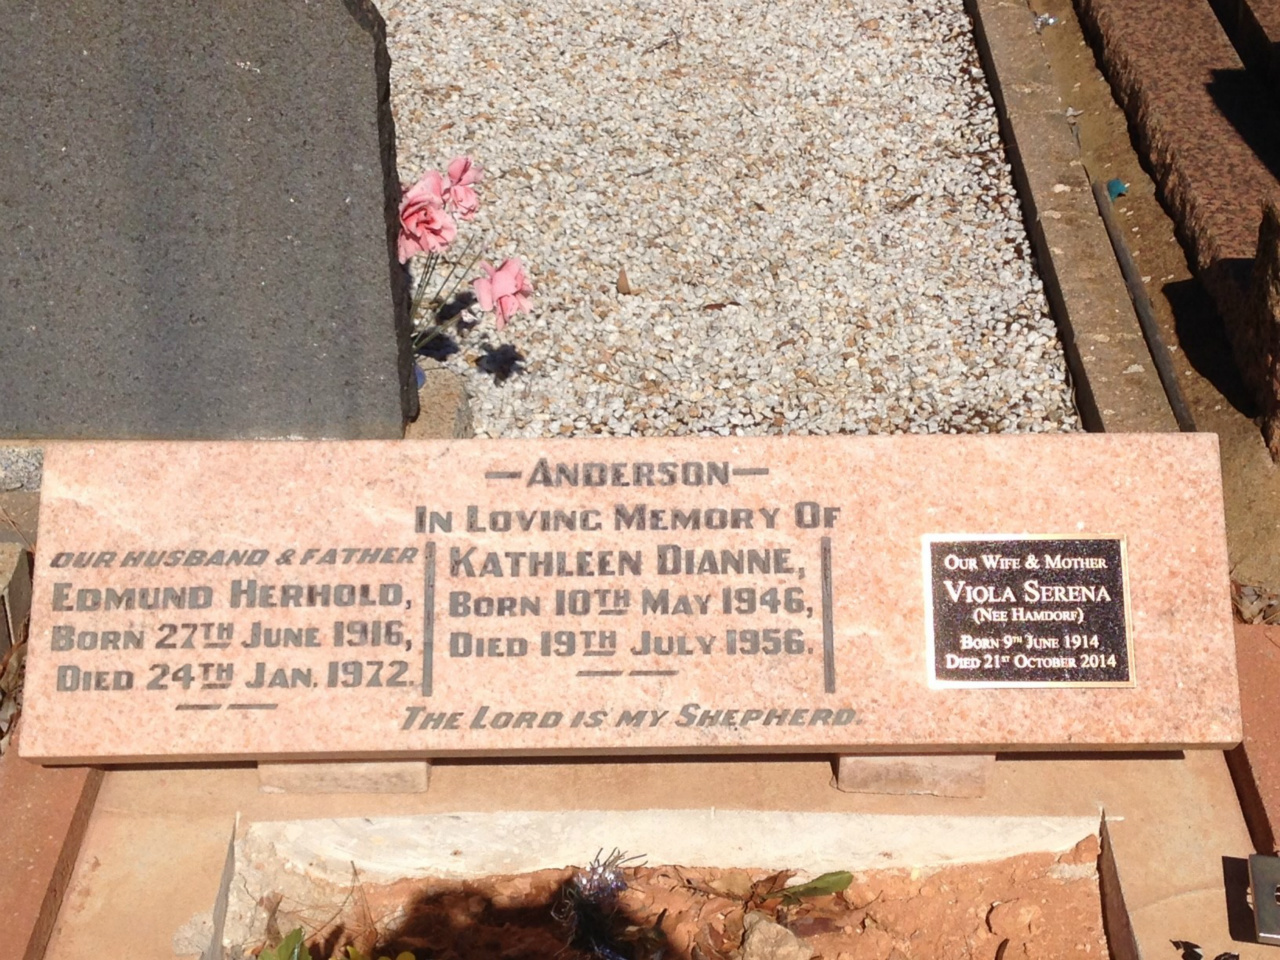 —ANDERSON—
IN LOVING MEMORY OF
OUR HUSBAND & FATHER
EDMUND HERHOLD,
BORN 27TH JUNE 1916,
DIED 24TH JAN. 1972.
KATHLEEN DIANNE,
BORN 10TH MAY 1946,
DIED 19TH JULY 1956.
OUR WIFE & MOTHER
VIOLA SERENA
(NEE HAMDORF)
BORN 9TH JUNE 1914
DIED 21ST OCTOBER 2014
THE LORD IS MY SHEPHERD.